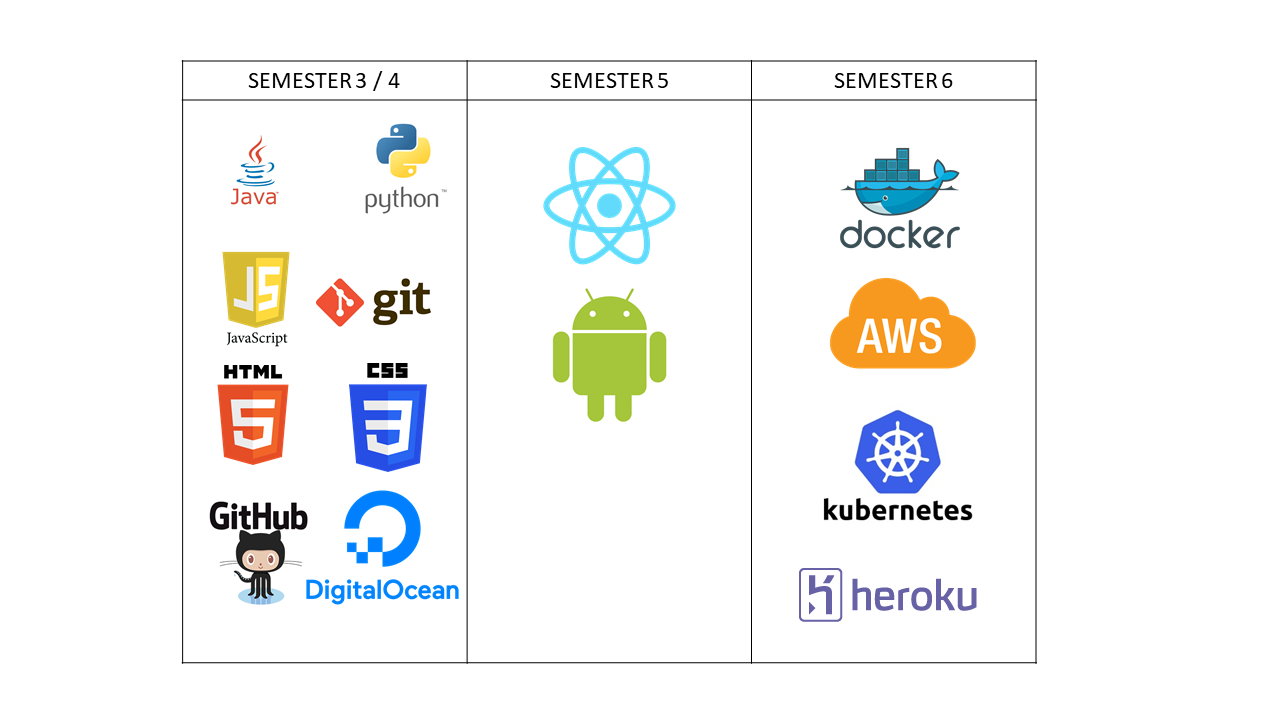 SEMESTER 3 / 4
SEMESTER 5
SEMESTER 6
Java™
python™
JS
JavaScript
git
HTML
5
CSS
3
GitHub
DigitalOcean
docker
AWS
kubernetes
heroku